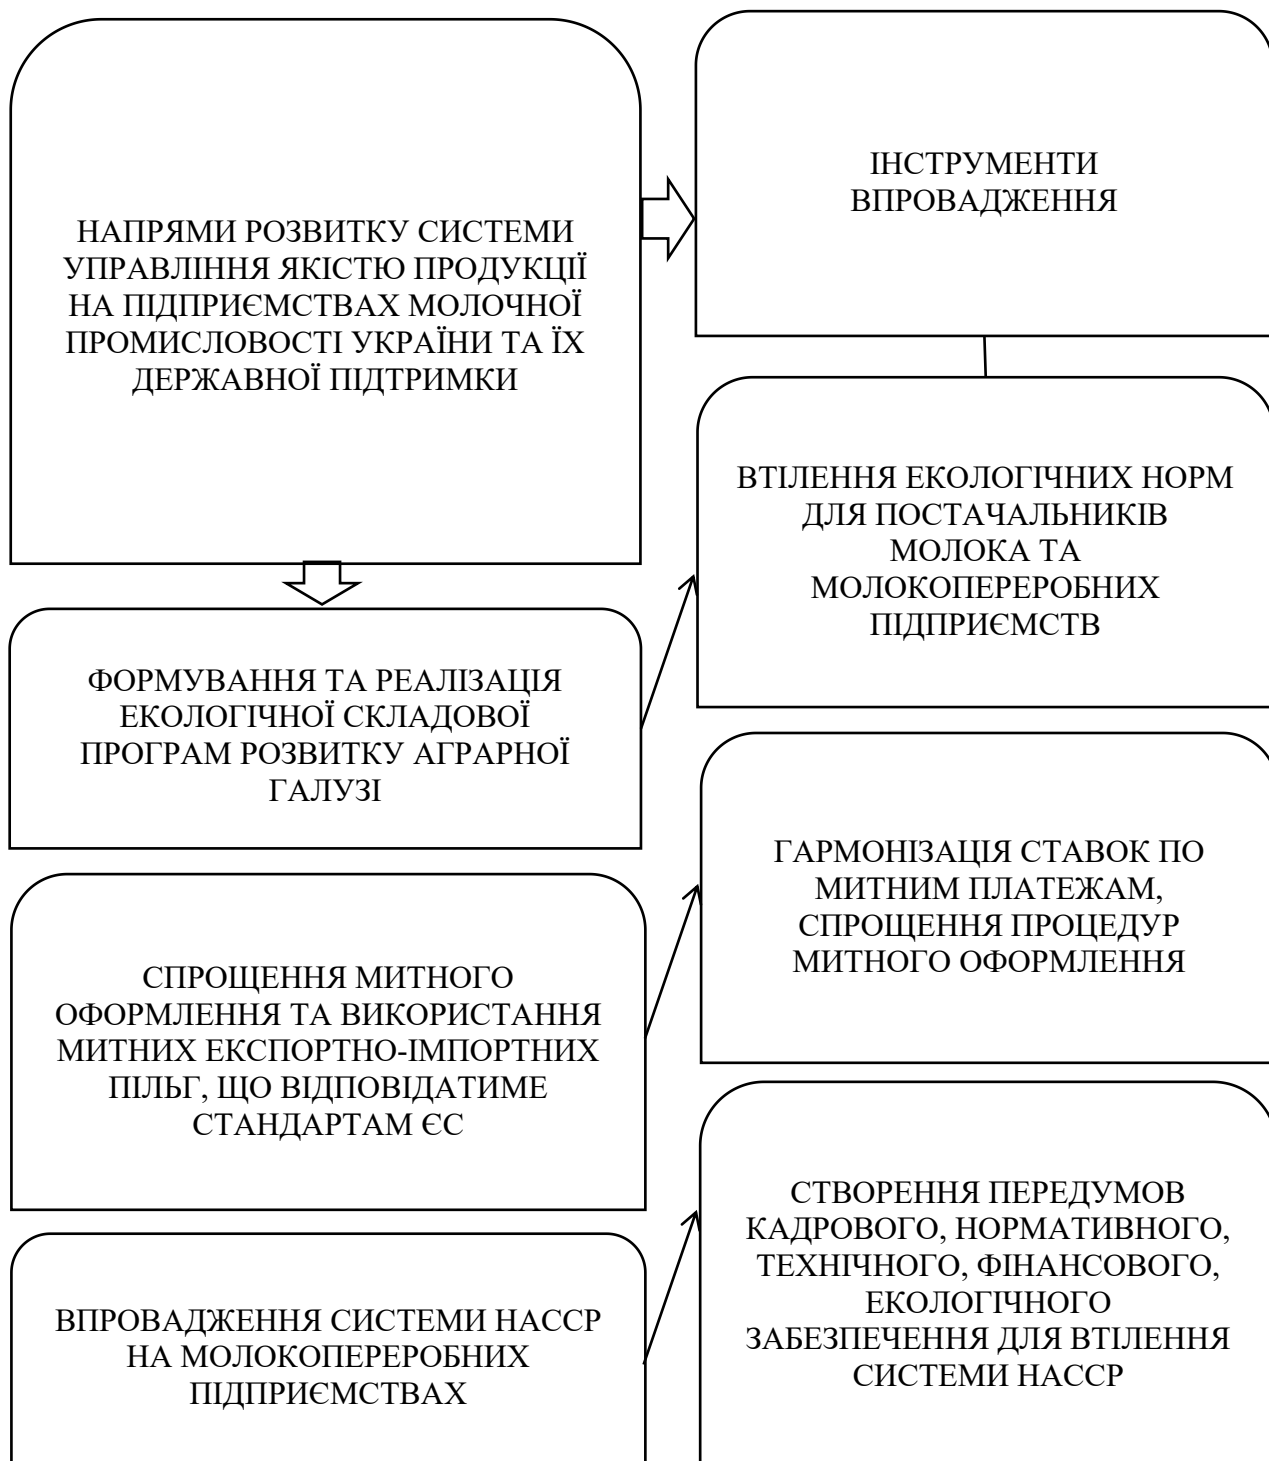 НАПРЯМИ РОЗВИТКУ СИСТЕМИ
УПРАВЛІННЯ ЯКІСТЮ ПРОДУКЦІЇ
НА ПІДПРИЄМСТВАХ МОЛОЧНОЇ
ПРОМИСЛОВОСТІ УКРАЇНИ ТА ЇХ
ДЕРЖАВНОЇ ПІДТРИМКИ
ІНСТРУМЕНТИ
ВПРОВАДЖЕННЯ
ФОРМУВАННЯ ТА РЕАЛІЗАЦІЯ
ЕКОЛОГІЧНОЇ СКЛАДОВОЇ
ПРОГРАМ РОЗВИТКУ АГРАРНОЇ
ГАЛУЗІ
ВТІЛЕННЯ ЕКОЛОГІЧНИХ НОРМ
ДЛЯ ПОСТАЧАЛЬНИКІВ
МОЛОКА ТА
МОЛОКОПЕРЕРОБНИХ
ПІДПРИЄМСТВ
СПРОЩЕННЯ МИТНОГО
ОФОРМЛЕННЯ ТА ВИКОРИСТАННЯ
МИТНИХ ЕКСПОРТНО-ІМПОРТНИХ
ПІЛЬГ, ЩО ВІДПОВІДАТИМЕ
СТАНДАРТАМ ЄС
ГАРМОНІЗАЦІЯ СТАВОК ПО
МИТНИМ ПЛАТЕЖАМ,
СПРОЩЕННЯ ПРОЦЕДУР
МИТНОГО ОФОРМЛЕННЯ
ВПРОВАДЖЕННЯ СИСТЕМИ НАССР
НА МОЛОКОПЕРЕРОБНИХ
ПІДПРИЄМСТВАХ
СТВОРЕННЯ ПЕРЕДУМОВ
КАДРОВОГО, НОРМАТИВНОГО,
ТЕХНІЧНОГО, ФІНАНСОВОГО,
ЕКОЛОГІЧНОГО
ЗАБЕЗПЕЧЕННЯ ДЛЯ ВТІЛЕННЯ
СИСТЕМИ НАССР